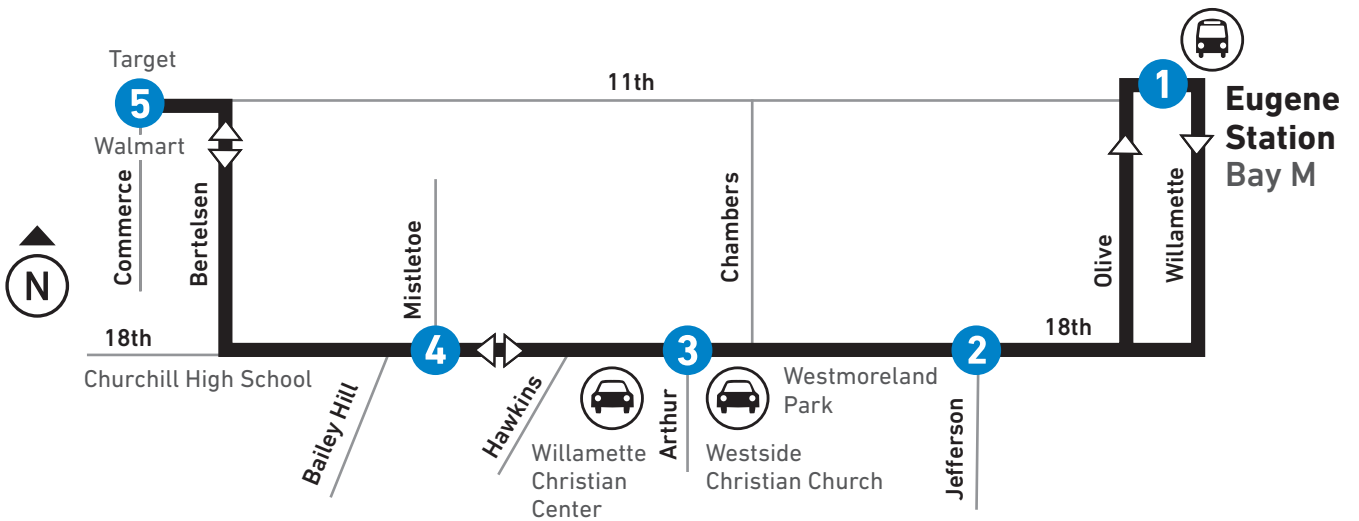 Target
5
Walmart
Commerce
Bertelsen
11th
1
Eugene
Station
Bay M
Willamette
Olive
Chambers
Mistletoe
N
18th
Churchill High School
Bailey Hill
4
Hawkins
3
Arthur
Willamette
Christian
Center
Westside
Christian Church
Westmoreland
Park
2
Jefferson
18th